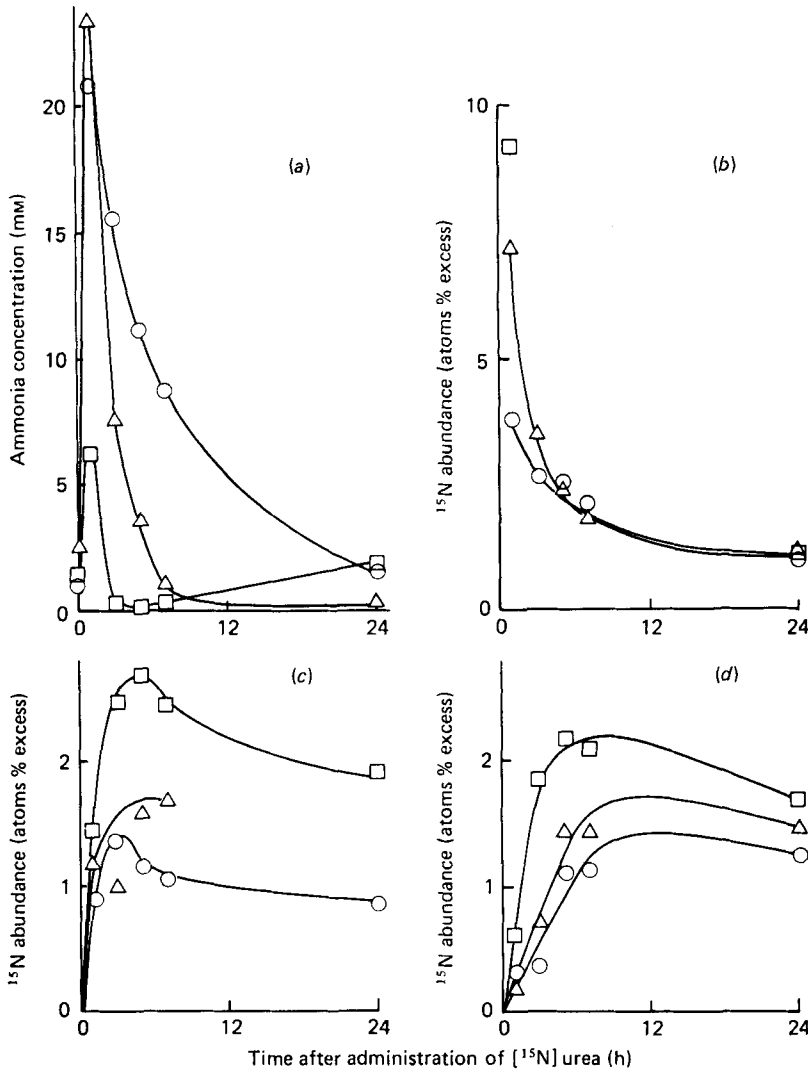 20
15
10
5
0
0
12
24
Ammonia concentration (mM)
(a)
10
5
0
0
12
24
¹⁵N abundance (atoms % excess)
(b)
2
1
0
0
12
24
¹⁵N abundance (atoms % excess)
(c)
2
1
0
0
12
24
¹⁵N abundance (atoms % excess)
(d)
Time after administration of [¹⁵N] urea (h)